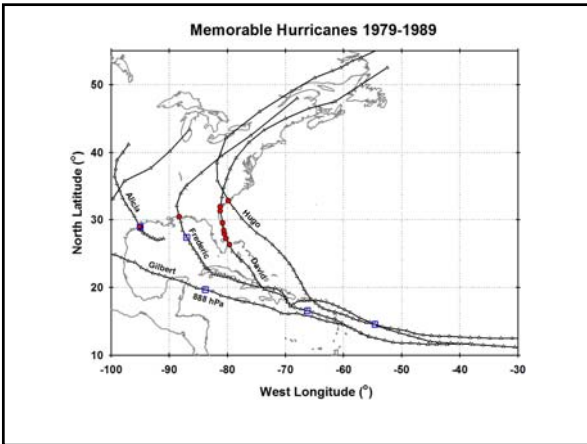 Memorable Hurricanes 1979-1989
North Latitude (°)
50
40
30
20
10
Alicia
Frederic
Hugo
David
Gilbert
888 hPa
-100 -90 -80 -70 -60 -50 -40 -30
West Longitude (°)